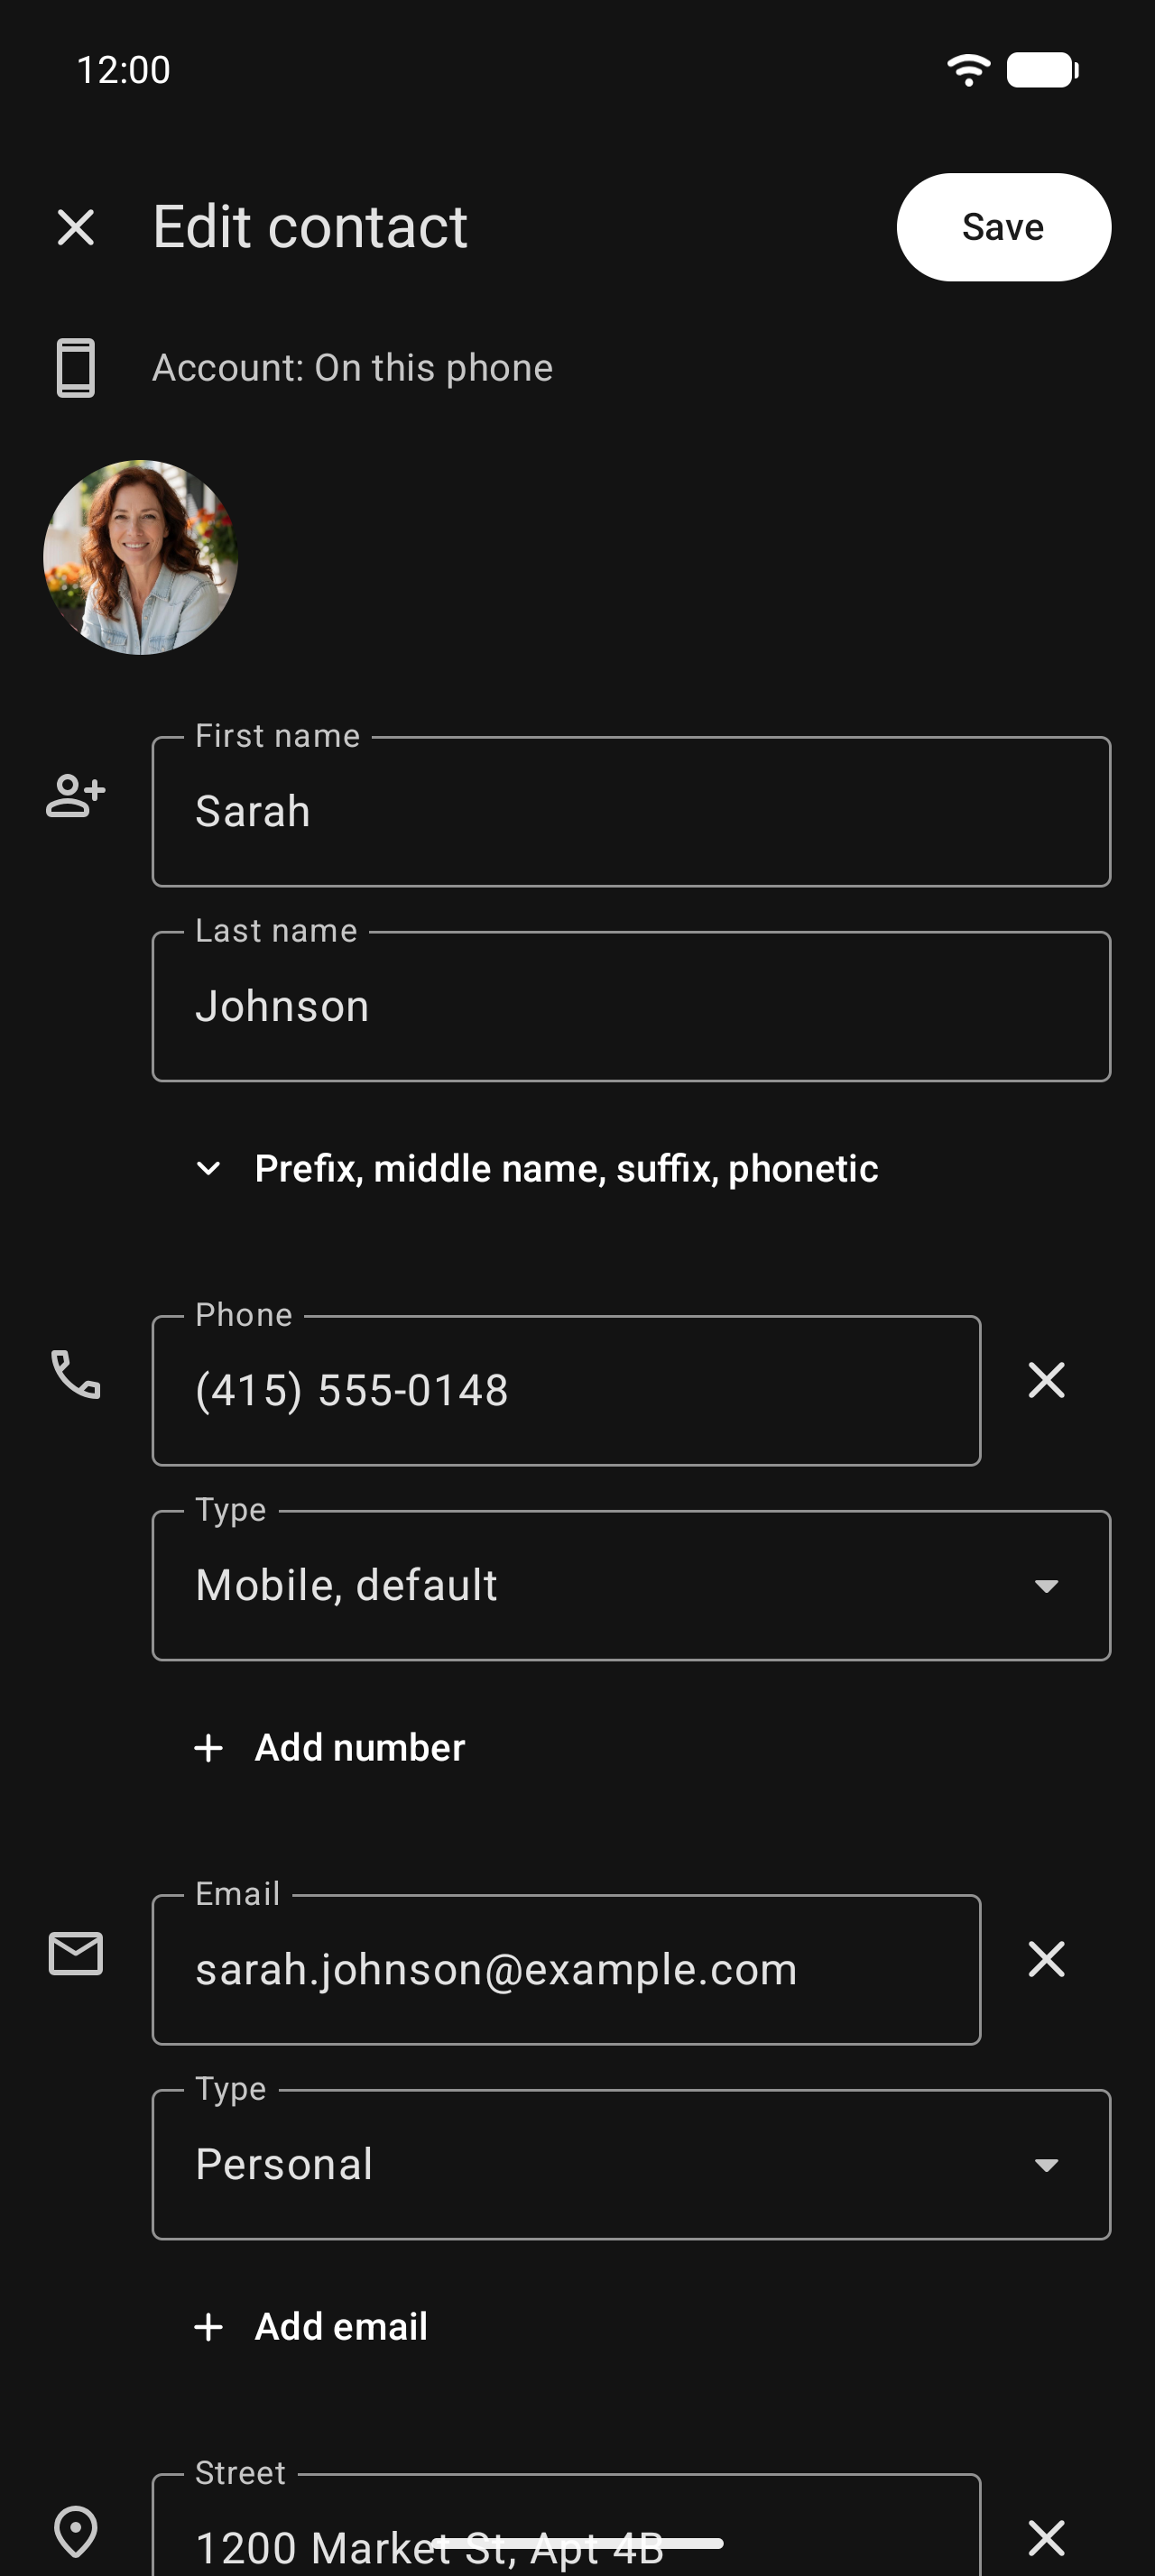 12:00
Edit contact
Save
Account: On this phone
First name
Sarah
Last name
Johnson
Prefix, middle name, suffix, phonetic
Phone
(415) 555-0148
Type
Mobile, default
Add number
Email
sarah.johnson@example.com
Type
Personal
Add email
Street
1200 Market St, Apt 4B